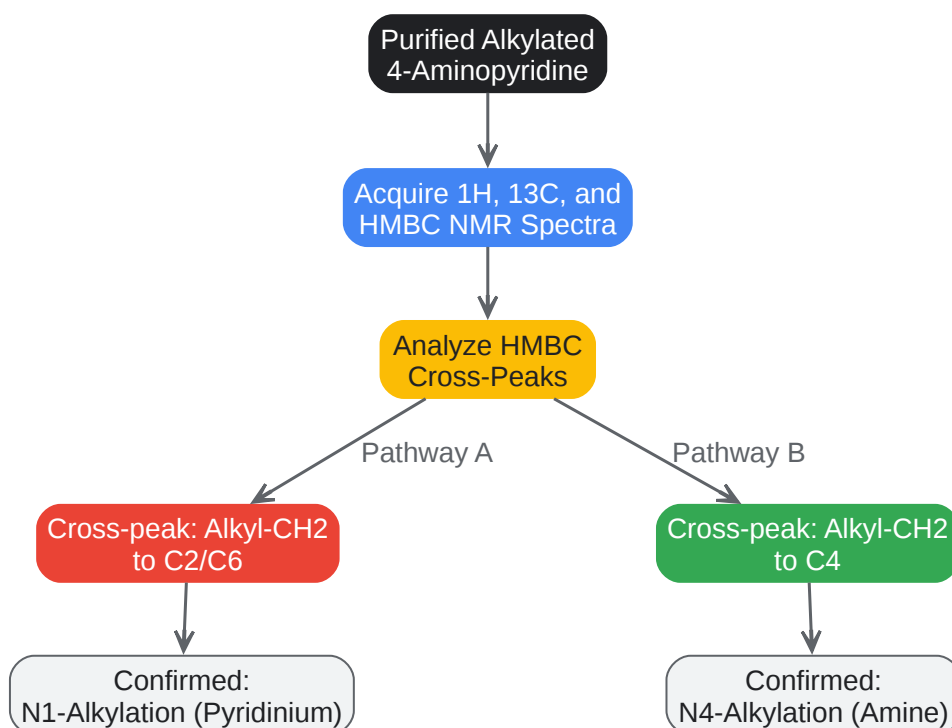 Purified Alkylated
4-Aminopyridine
Acquire 1H, 13C, and
HMBC NMR Spectra
Analyze HMBC
Cross-Peaks
Pathway A
Pathway B
Cross-peak: Alkyl-CH2
to C2/C6
Cross-peak: Alkyl-CH2
to C4
Confirmed:
N1-Alkylation (Pyridinium)
Confirmed:
N4-Alkylation (Amine)